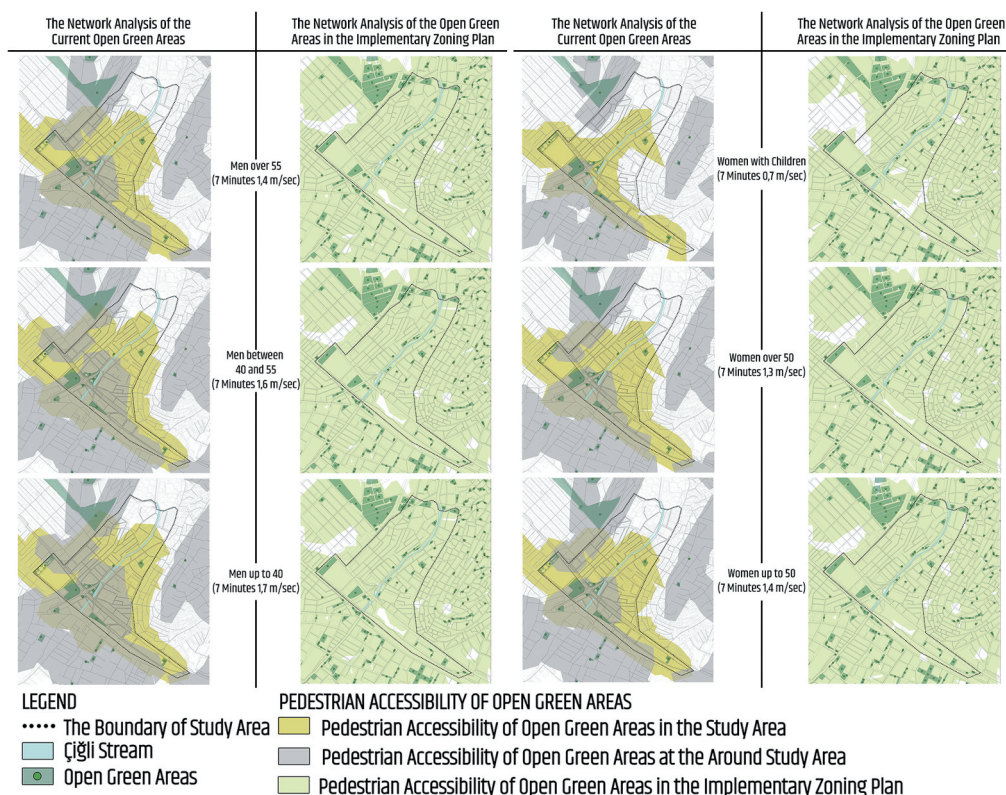 The Network Analysis of the
Current Open Green Areas
The Network Analysis of the Open Green
Areas in the Implementary Zoning Plan
The Network Analysis of the
Current Open Green Areas
The Network Analysis of the Open Green
Areas in the Implementary Zoning Plan
Men over 55
(7 Minutes 1,4 m/sec)
Women with Children
(7 Minutes 0,7 m/sec)
Men between
40 and 55
(7 Minutes 1,6 m/sec)
Women over 50
(7 Minutes 1,3 m/sec)
Men up to 40
(7 Minutes 1,7 m/sec)
Women up to 50
(7 Minutes 1,4 m/sec)
LEGEND
The Boundary of Study Area
Çiğli Stream
Open Green Areas
PEDESTRIAN ACCESSIBILITY OF OPEN GREEN AREAS
Pedestrian Accessibility of Open Green Areas in the Study Area
Pedestrian Accessibility of Open Green Areas at the Around Study Area
Pedestrian Accessibility of Open Green Areas in the Implementary Zoning Plan